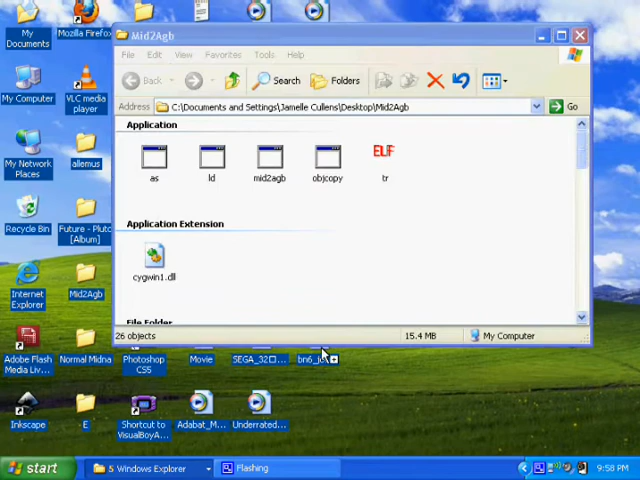 Mid2Agb
File Edit View Favorites Tools Help
Back Search Folders
Address C:\Documents and Settings\Jamelle Cullens\Desktop\Mid2Agb Go
Application
as ld mid2agb objcopy tr
ELF
Application Extension
cygwin1.dll
File Folder
26 objects 15.4 MB My Computer
My Documents
Mozilla Firefox
My Computer
VLC media player
My Network Places
allemus
Recycle Bin
Future - Pluto [Album]
Internet Explorer
Mid2Agb
Adobe Flash Media Liv...
Normal Midna
Photoshop CS5
Movie
SEGA_32...
Inkscape
E
Shortcut to VisualBoyA...
Adabat_M...
Underrated...
start
5 Windows Explorer
Flashing
9:58 PM